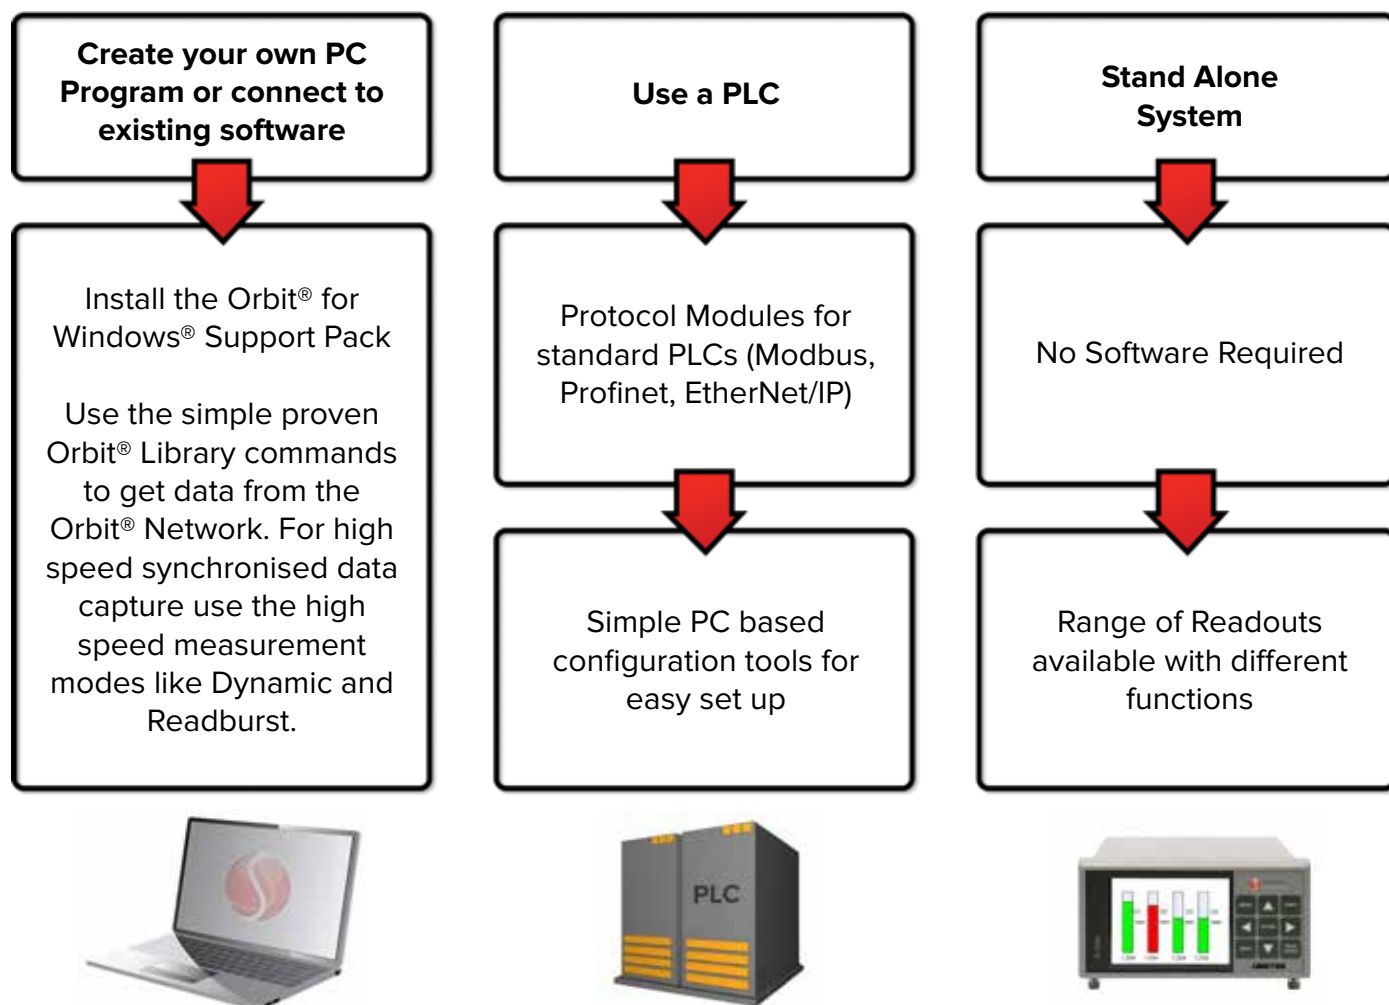 Create your own PC
Program or connect to
existing software
Install the Orbit® for
Windows® Support Pack
Use the simple proven
Orbit® Library commands
to get data from the
Orbit® Network. For high
speed synchronised data
capture use the high
speed measurement
modes like Dynamic and
Readburst.
Use a PLC
Protocol Modules for
standard PLCs (Modbus,
Profinet, EtherNet/IP)
Simple PC based
configuration tools for
easy set up
PLC
Stand Alone
System
No Software Required
Range of Readouts
available with different
functions